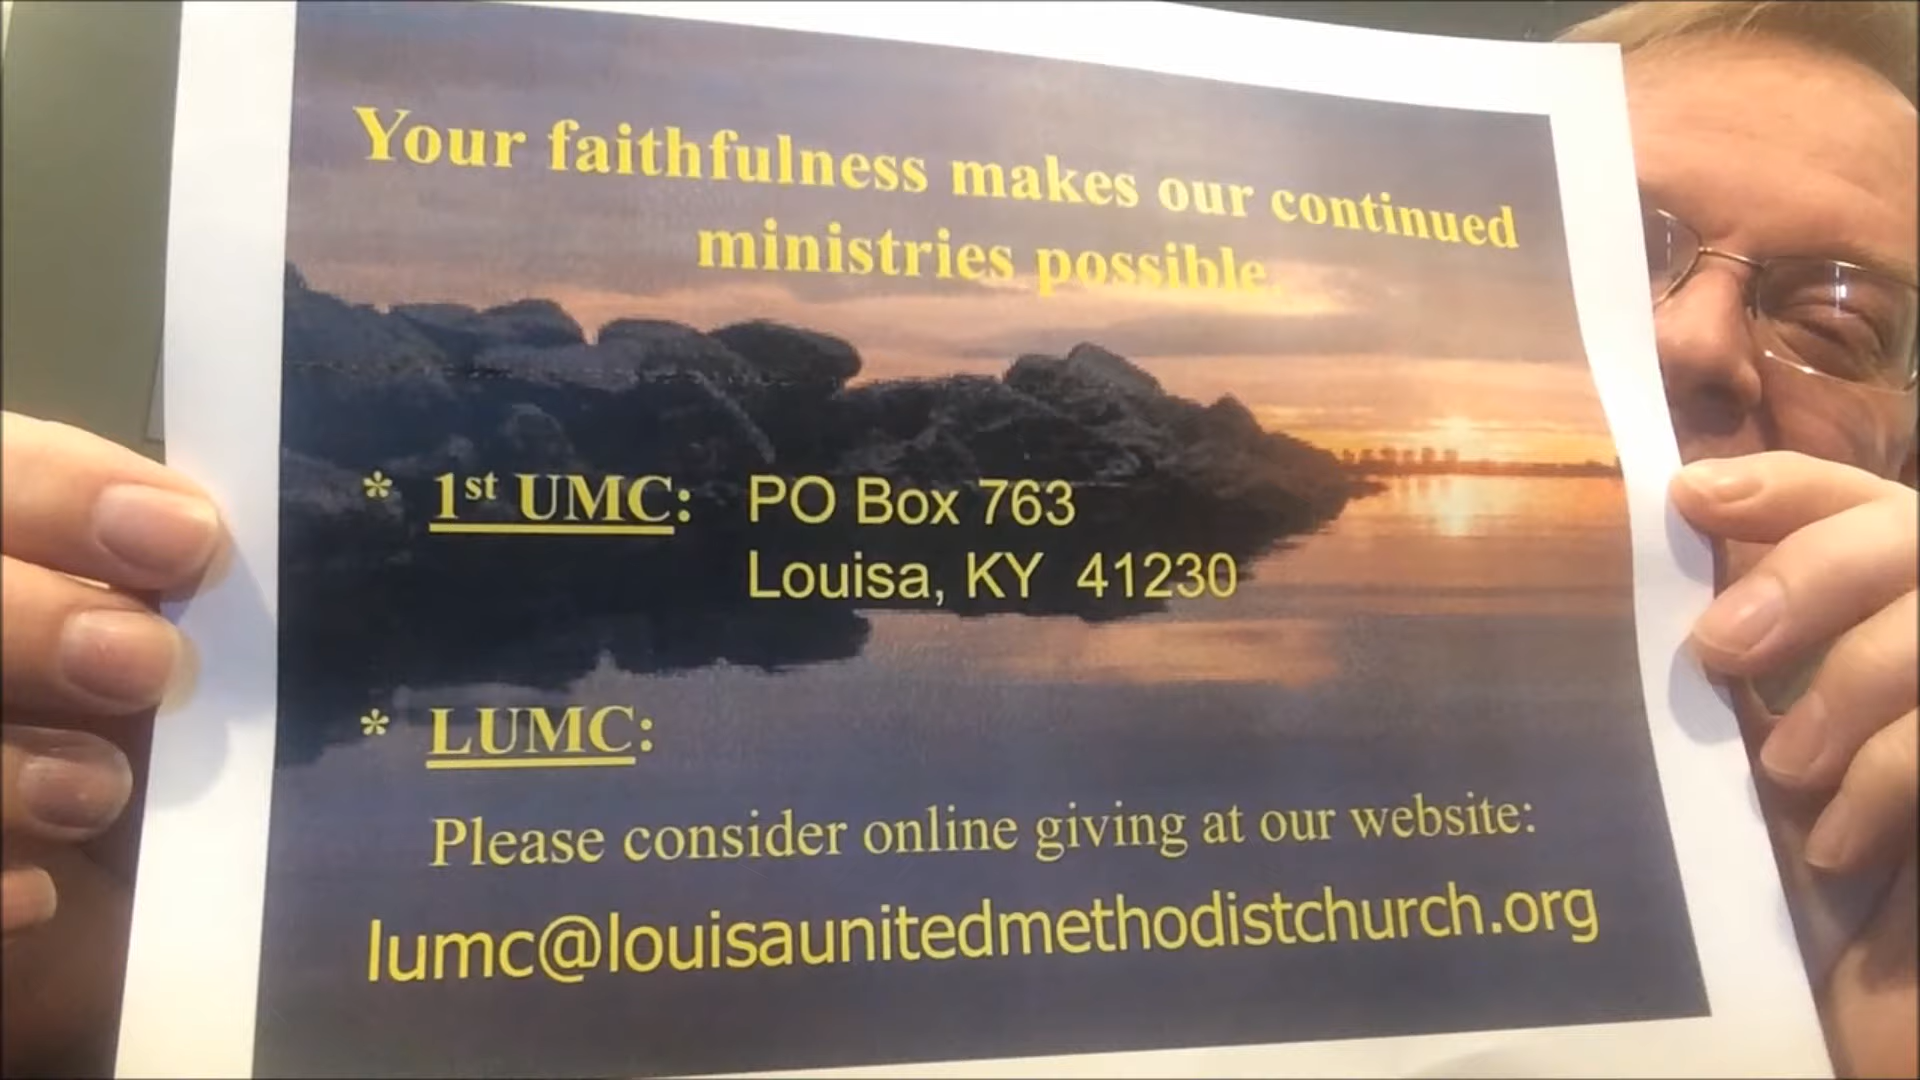 Your faithfulness makes our continued
ministries possible.
* 1st UMC: PO Box 763
Louisa, KY 41230
* LUMC:
Please consider online giving at our website:
lumc@louisaunitedmethodistchurch.org